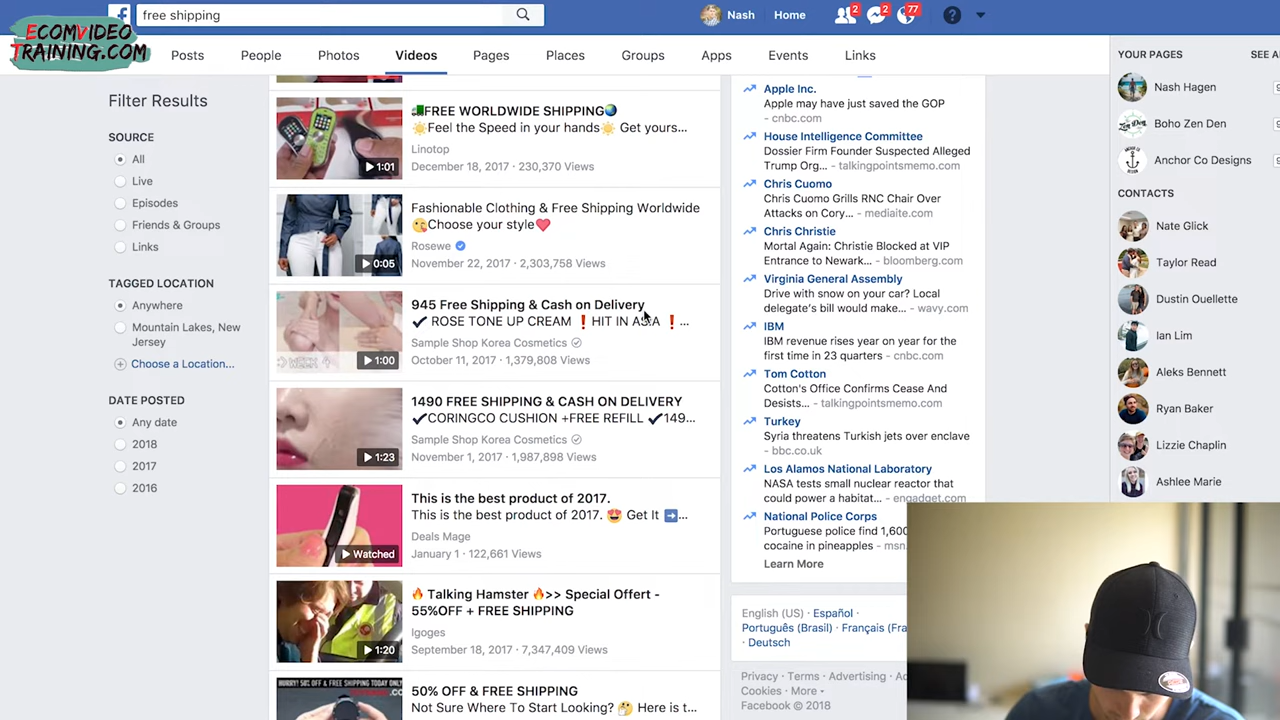 ECOMVIDEO
TRAINING.COM
free shipping
Nash
Home
2
2
77
Posts
People
Photos
Videos
Pages
Places
Groups
Apps
Events
Links
Filter Results
SOURCE
All
Live
Episodes
Friends & Groups
Links
TAGGED LOCATION
Anywhere
Mountain Lakes, New
Jersey
Choose a Location...
DATE POSTED
Any date
2018
2017
2016
1:01
FREE WORLDWIDE SHIPPING
Feel the Speed in your hands Get yours...
Linotop
December 18, 2017 · 230,370 Views
0:05
Fashionable Clothing & Free Shipping Worldwide
Choose your style
Rosewe
November 22, 2017 · 2,303,758 Views
1:00
945 Free Shipping & Cash on Delivery
✔ ROSE TONE UP CREAM ❗HIT IN ASIA ❗...
Sample Shop Korea Cosmetics
October 11, 2017 · 1,379,808 Views
1:23
1490 FREE SHIPPING & CASH ON DELIVERY
✔CORINGCO CUSHION +FREE REFILL ✔149...
Sample Shop Korea Cosmetics
November 1, 2017 · 1,987,898 Views
Watched
This is the best product of 2017.
This is the best product of 2017. 😍 Get It ➡...
Deals Mage
January 1 · 122,661 Views
1:20
🔥 Talking Hamster 🔥>> Special Offert -
55%OFF + FREE SHIPPING
Igoges
September 18, 2017 · 7,347,409 Views
HURRY! 50% OFF & FREE SHIPPING TODAY ONLY
50% OFF & FREE SHIPPING
Not Sure Where To Start Looking? 🤔 Here is t...
Apple Inc.
Apple may have just saved the GOP
- cnbc.com
House Intelligence Committee
Dossier Firm Founder Suspected Alleged
Trump Org... - talkingpointsmemo.com
Chris Cuomo
Chris Cuomo Grills RNC Chair Over
Attacks on Cory... - mediaite.com
Chris Christie
Mortal Again: Christie Blocked at VIP
Entrance to Newark... - bloomberg.com
Virginia General Assembly
Drive with snow on your car? Local
delegate's bill would make... - wavy.com
IBM
IBM revenue rises year on year for the
first time in 23 quarters - cnbc.com
Tom Cotton
Cotton's Office Confirms Cease And
Desists... - talkingpointsmemo.com
Turkey
Syria threatens Turkish jets over enclave
- bbc.co.uk
Los Alamos National Laboratory
NASA tests small nuclear reactor that
could power a habitat... - engadget.com
National Police Corps
Portuguese police find 1,600
cocaine in pineapples - msn.
Learn More
English (US) · Español ·
Português (Brasil) · Français (Fra
· Deutsch
Privacy · Terms · Advertising · Ad
Cookies · More
Facebook © 2018
YOUR PAGES
SEE A
Nash Hagen
Boho Zen Den
Anchor Co Designs
CONTACTS
Nate Glick
Taylor Read
Dustin Ouellette
Ian Lim
Aleks Bennett
Ryan Baker
Lizzie Chaplin
Ashlee Marie